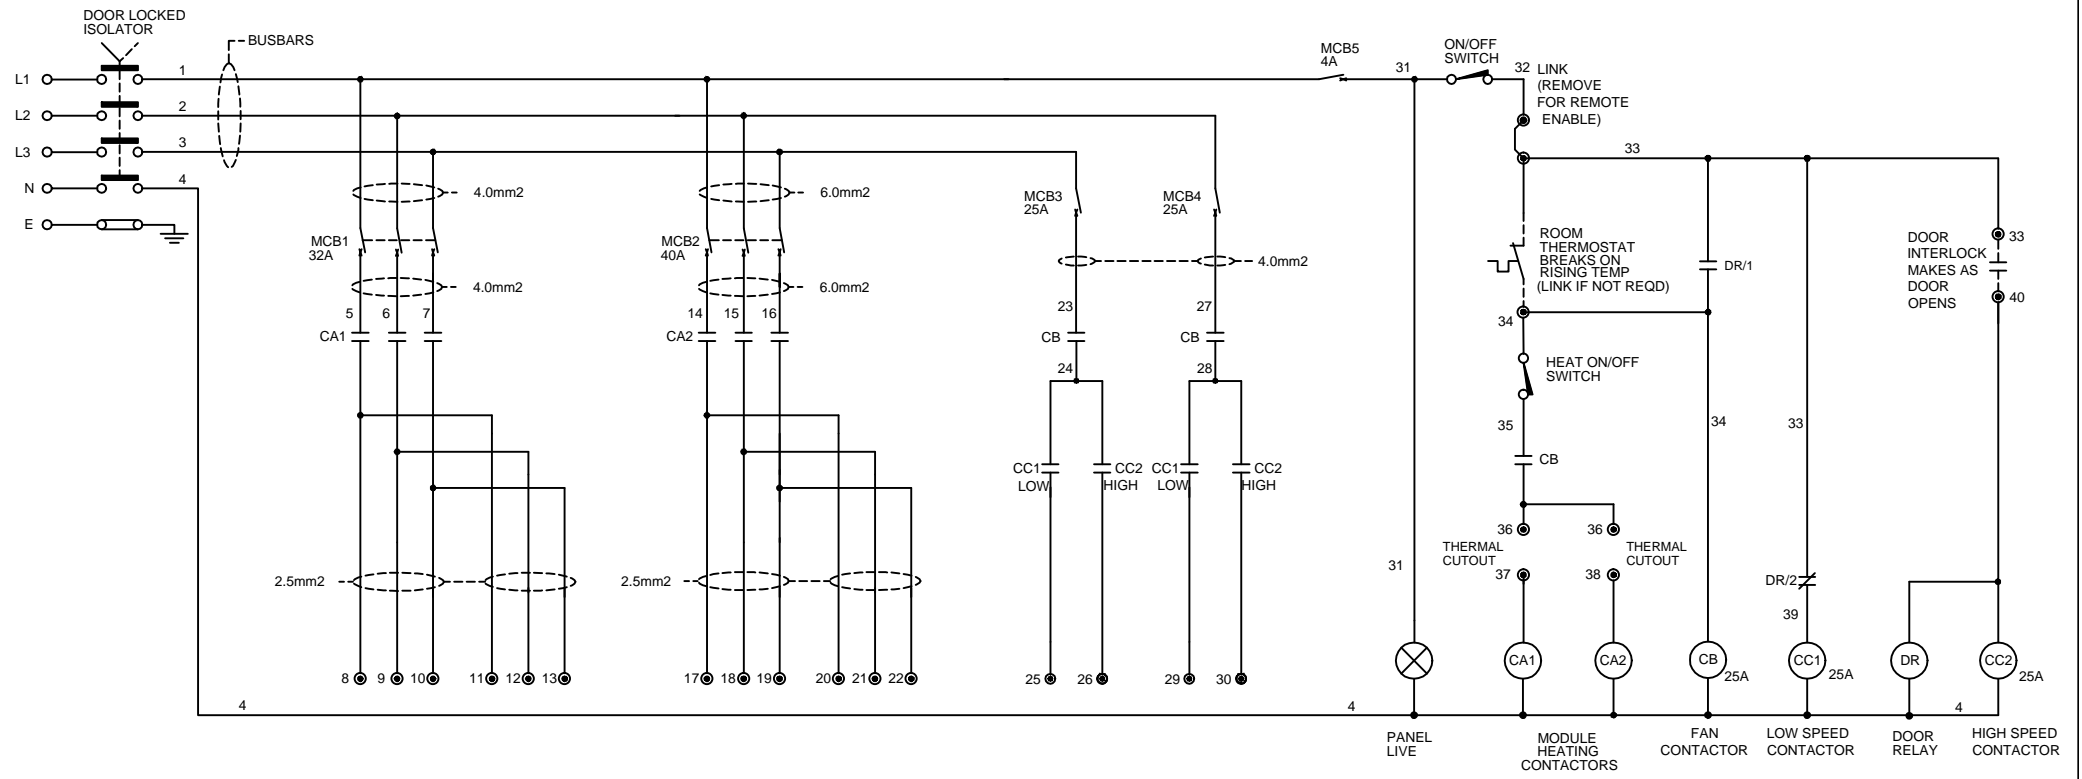 DOOR LOCKED
ISOLATOR
BUSBARS
L1
1
L2
2
L3
3
N
4
E
4.0mm2
MCB1
32A
4.0mm2
5 6 7
CA1
2.5mm2
8 9 10 11 12 13
6.0mm2
MCB2
40A
6.0mm2
14 15 16
CA2
2.5mm2
17 18 19 20 21 22
MCB3
25A
MCB4
25A
4.0mm2
23
27
CB
CB
24
28
CC1
LOW
CC2
HIGH
CC1
LOW
CC2
HIGH
25 26 29 30
MCB5
4A
31
ON/OFF
SWITCH
32
LINK
(REMOVE
FOR REMOTE
ENABLE)
33
ROOM
THERMOSTAT
BREAKS ON
RISING TEMP
(LINK IF NOT REQD)
DR/1
34
HEAT ON/OFF
SWITCH
35
CB
34
33
DOOR
INTERLOCK
MAKES AS
DOOR
OPENS
33
40
36
36
THERMAL
CUTOUT
THERMAL
CUTOUT
37
38
31
DR/2
39
CA1
CA2
CB
25A
CC1
25A
DR
CC2
25A
4
4
4
PANEL
LIVE
MODULE
HEATING
CONTACTORS
FAN
CONTACTOR
LOW SPEED
CONTACTOR
DOOR
RELAY
HIGH SPEED
CONTACTOR